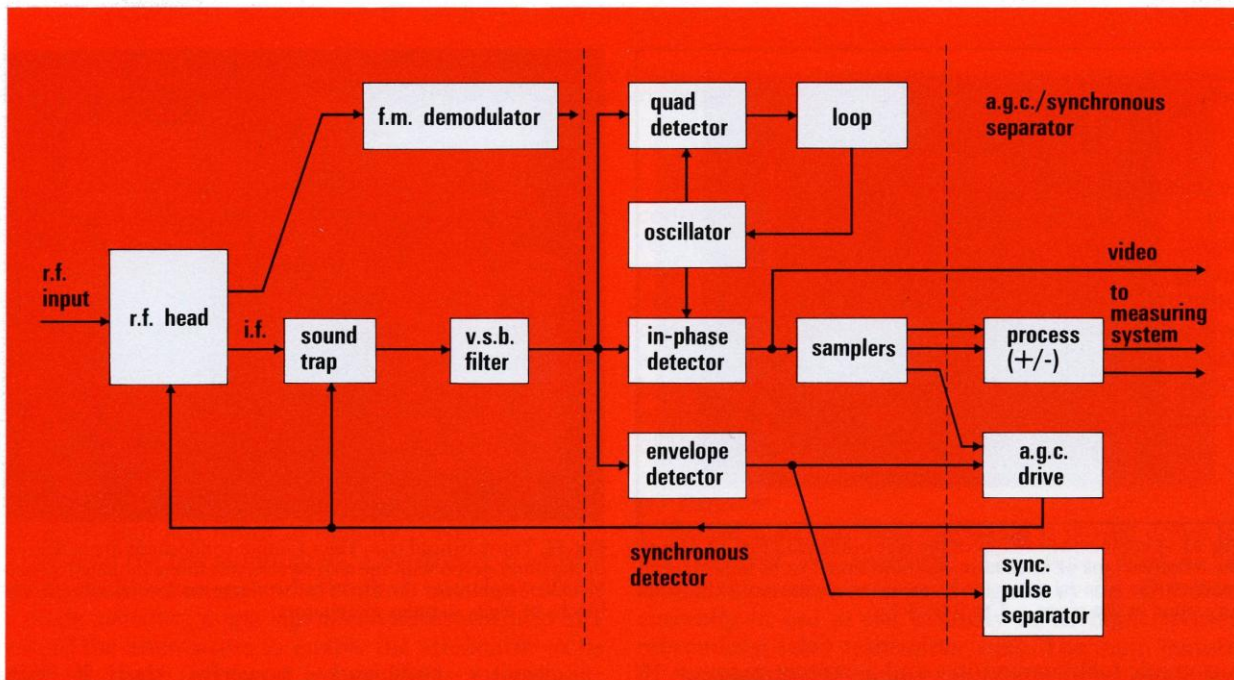 f.m. demodulator
quad
detector
loop
a.g.c./synchronous
separator
oscillator
r.f.
input
r.f. head
i.f.
sound
trap
v.s.b.
filter
in-phase
detector
samplers
video
to
measuring
system
process
(+/-)
envelope
detector
a.g.c.
drive
synchronous
detector
sync.
pulse
separator